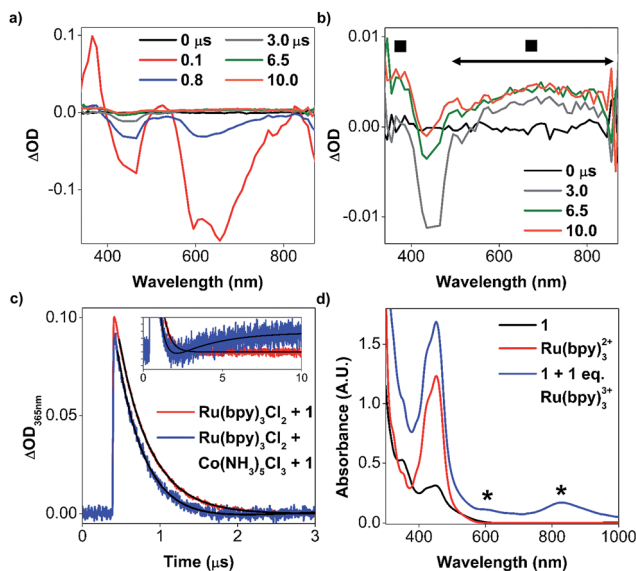 a)
0 µs 3.0 µs
0.1 6.5
0.8 10.0
0.1
0.0
-0.1
ΔOD
400 600 800
Wavelength (nm)
b)
0.01
0.00
-0.01
ΔOD
0 µs
3.0
6.5
10.0
400 600 800
Wavelength (nm)
c)
0.10
0.05
0.00
ΔOD365nm
0 5 10
Ru(bpy)3Cl2 + 1
Ru(bpy)3Cl2 +
Co(NH3)5Cl3 + 1
0 1 2 3
Time (µs)
d)
1
Ru(bpy)3^2+
1 + 1 eq.
Ru(bpy)3^3+
1.5
1.0
0.5
0.0
Absorbance (A.U.)
* *
400 600 800 1000
Wavelength (nm)